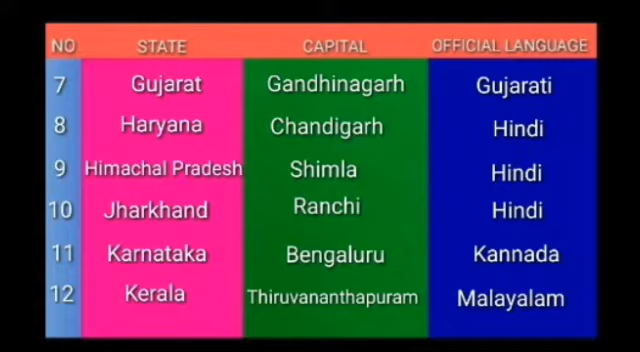 NO STATE CAPITAL OFFICIAL LANGUAGE
7 Gujarat Gandhinagarh Gujarati
8 Haryana Chandigarh Hindi
9 Himachal Pradesh Shimla Hindi
10 Jharkhand Ranchi Hindi
11 Karnataka Bengaluru Kannada
12 Kerala Thiruvananthapuram Malayalam